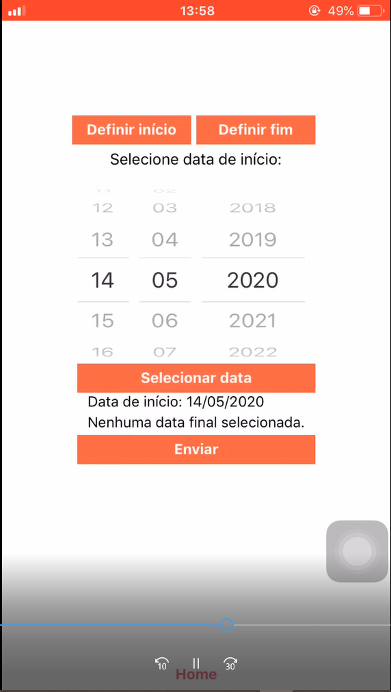 13:58 49%
Definir início Definir fim
Selecione data de início:
11 02
12 03 2018
13 04 2019
14 05 2020
15 06 2021
16 07 2022
Selecionar data
Data de início: 14/05/2020
Nenhuma data final selecionada.
Enviar
10 30
Home